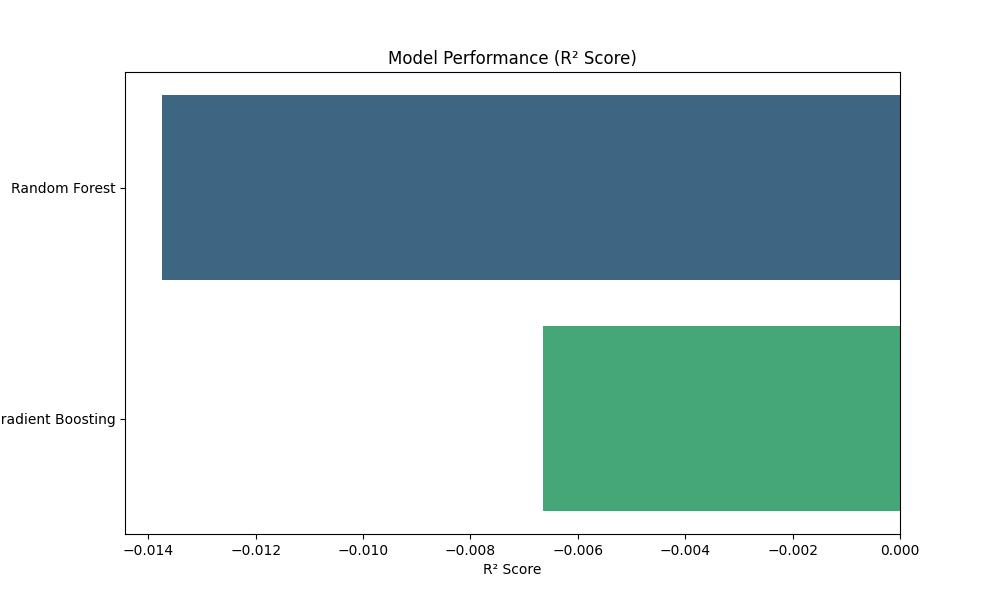 Model Performance (R² Score)
Random Forest
radient Boosting
−0.014 −0.012 −0.010 −0.008 −0.006 −0.004 −0.002 0.000
R² Score